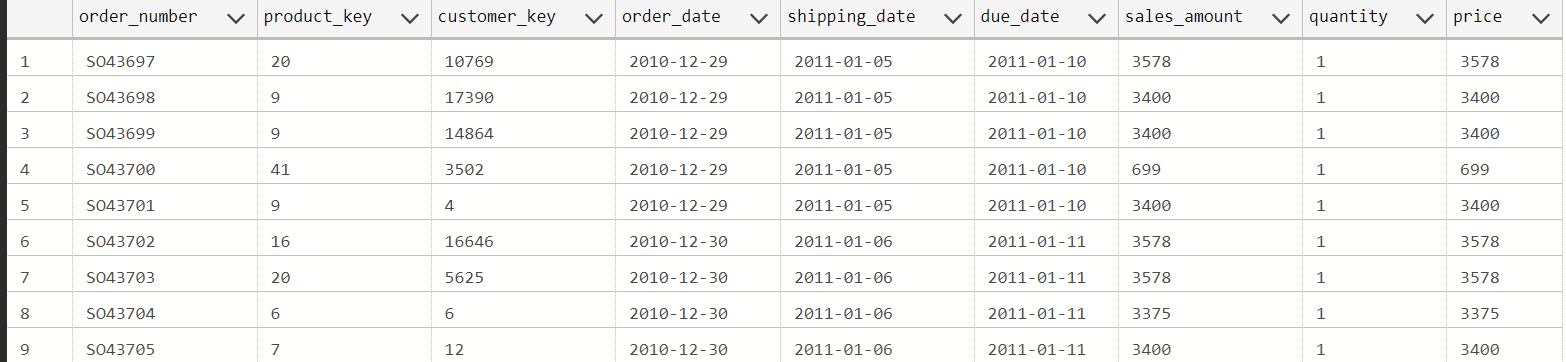 order_number product_key customer_key order_date shipping_date due_date sales_amount quantity price
1 SO43697 20 10769 2010-12-29 2011-01-05 2011-01-10 3578 1 3578
2 SO43698 9 17390 2010-12-29 2011-01-05 2011-01-10 3400 1 3400
3 SO43699 9 14864 2010-12-29 2011-01-05 2011-01-10 3400 1 3400
4 SO43700 41 3502 2010-12-29 2011-01-05 2011-01-10 699 1 699
5 SO43701 9 4 2010-12-29 2011-01-05 2011-01-10 3400 1 3400
6 SO43702 16 16646 2010-12-30 2011-01-06 2011-01-11 3578 1 3578
7 SO43703 20 5625 2010-12-30 2011-01-06 2011-01-11 3578 1 3578
8 SO43704 6 6 2010-12-30 2011-01-06 2011-01-11 3375 1 3375
9 SO43705 7 12 2010-12-30 2011-01-06 2011-01-11 3400 1 3400